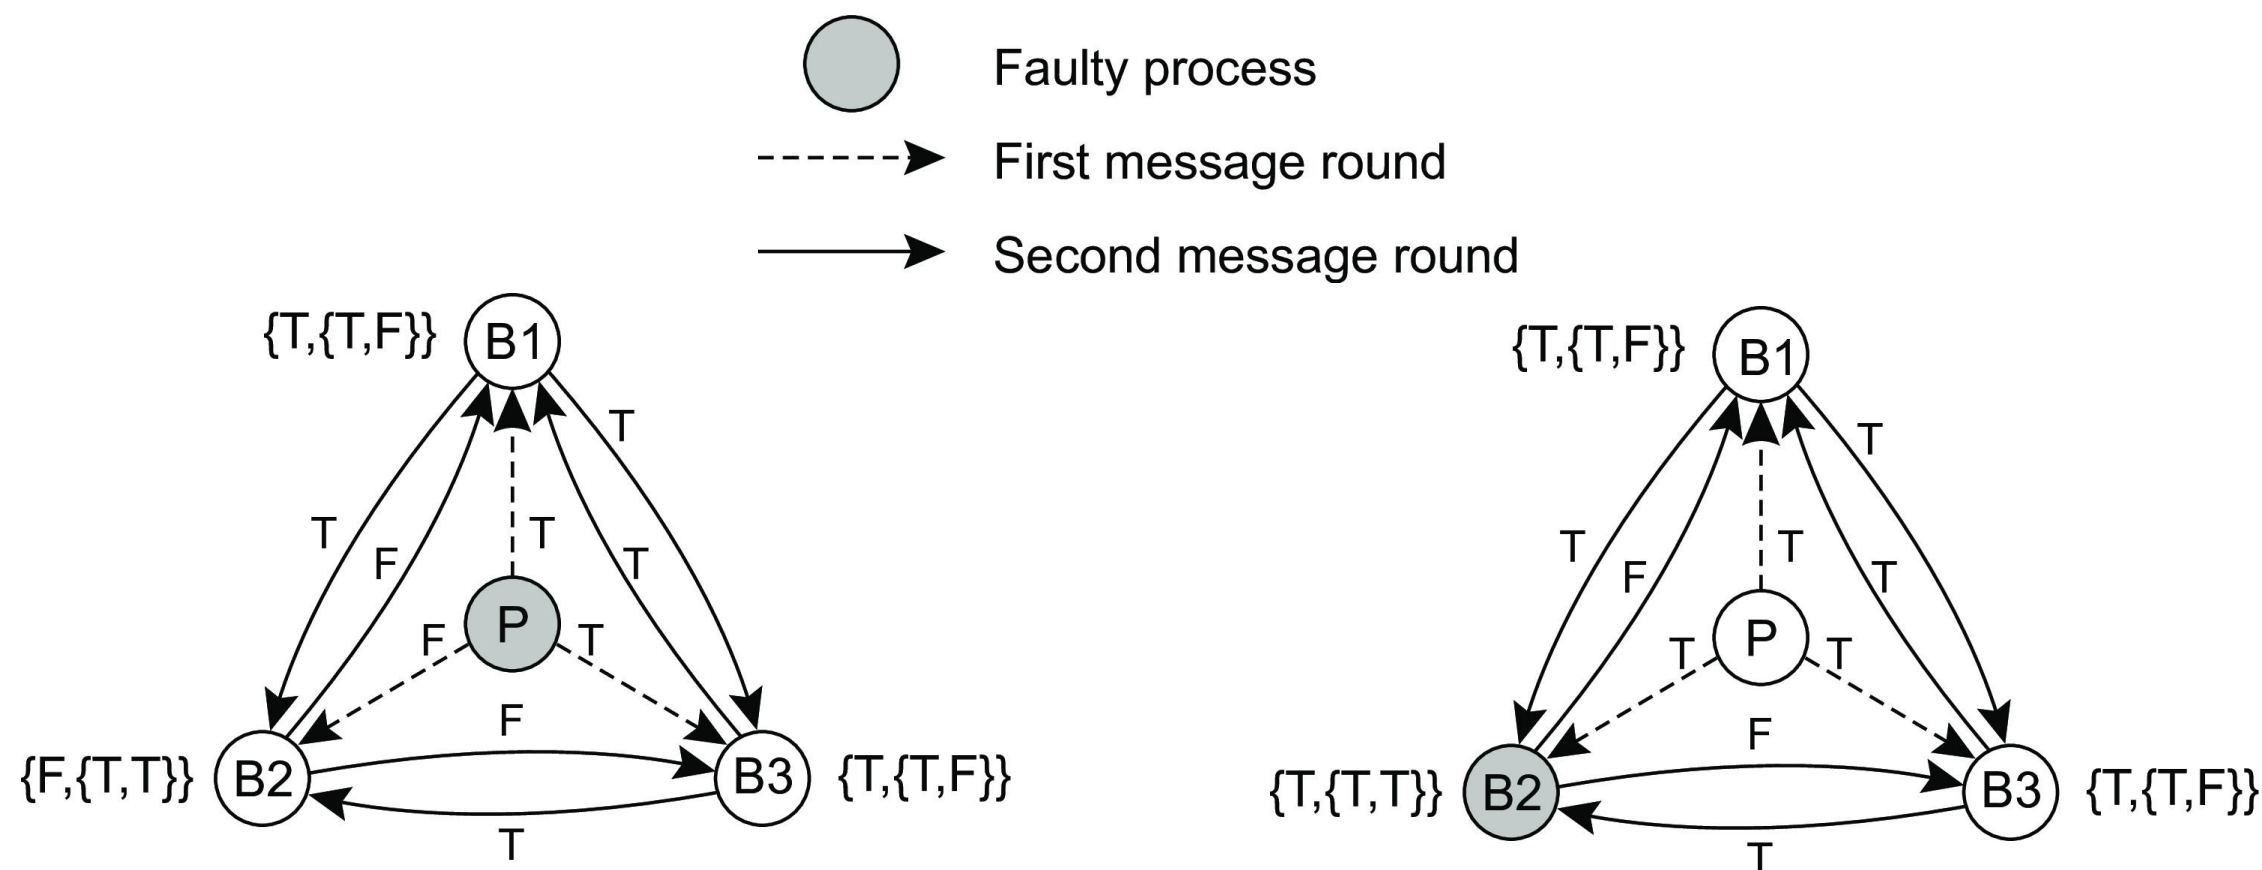 Faulty process
First message round
Second message round
{T,{T,F}} B1
T
T
F
T
T
P
F
T
F
{F,{T,T}} B2
B3 {T,{T,F}}
T
{T,{T,F}} B1
T
T
F
T
T
P
T
T
F
{T,{T,T}} B2
B3 {T,{T,F}}
T